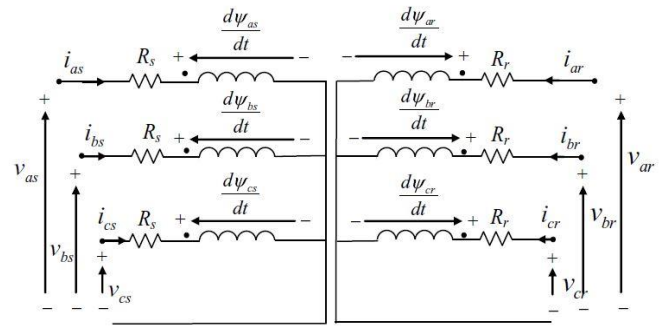 dψ_as/dt dψ_ar/dt
i_as R_s + − − + R_r i_ar
+ dψ_bs/dt dψ_br/dt +
i_bs R_s + − − + R_r i_br
v_as + dψ_cs/dt dψ_cr/dt + v_ar
i_cs R_s + − − + R_r i_cr
v_bs + + v_br
v_cs v_cr
− − − − − −